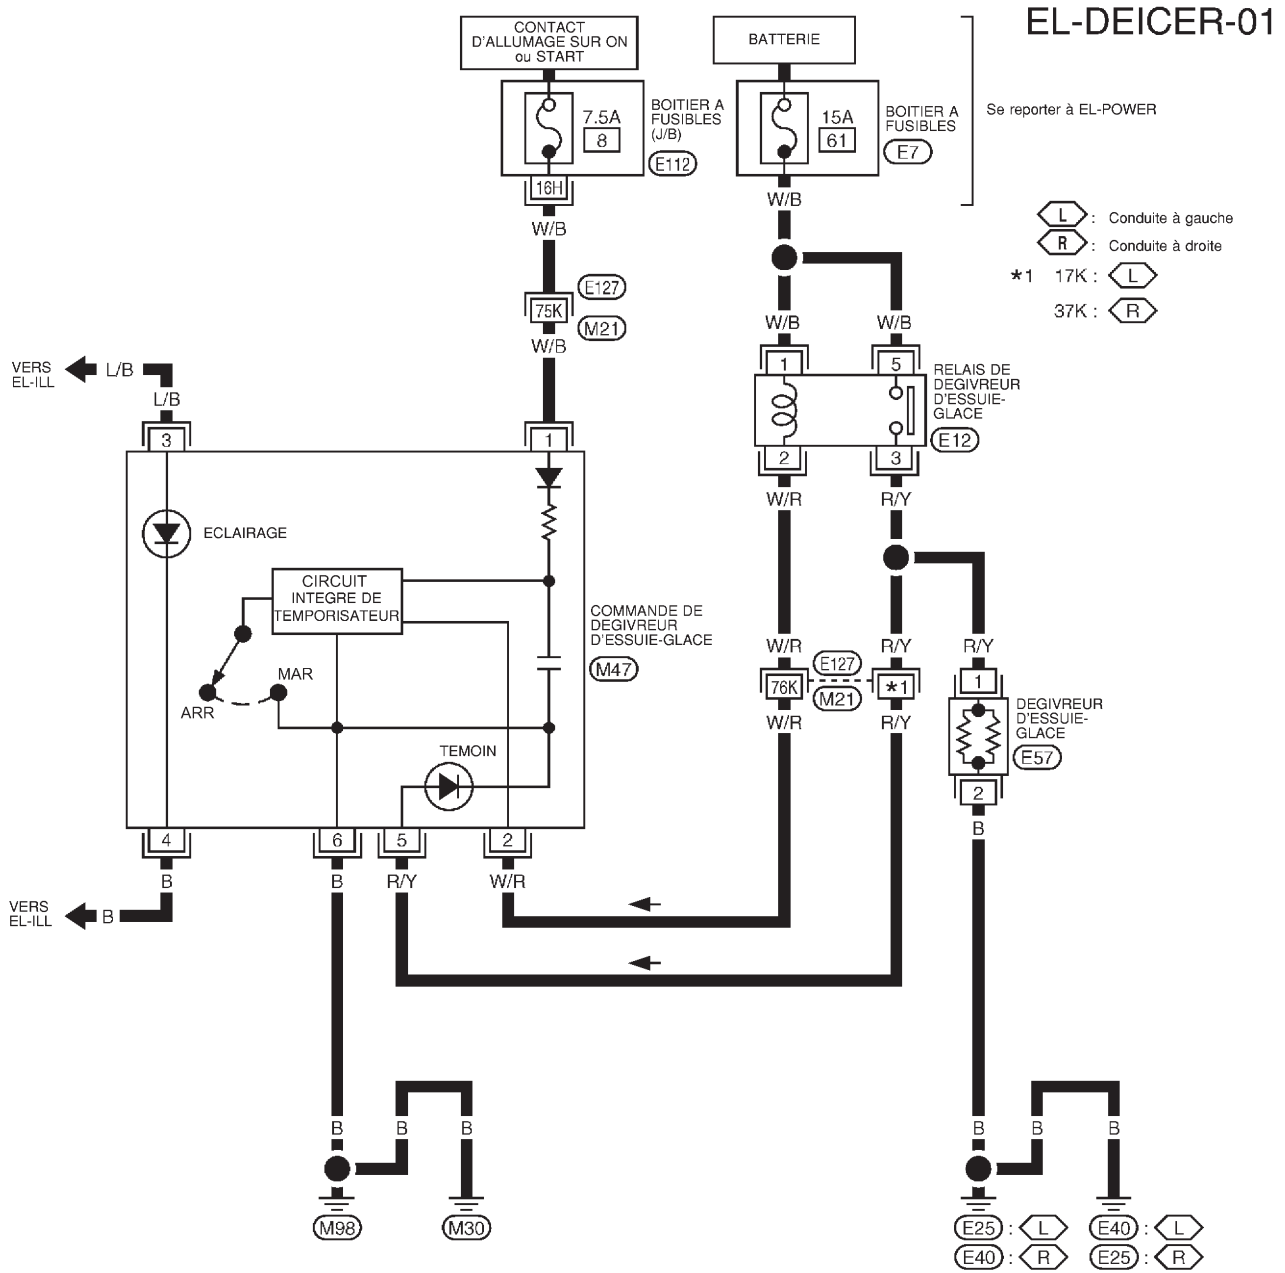 EL-DEICER-01
CONTACT
D'ALLUMAGE SUR ON
ou START
BATTERIE
7.5A
8
BOITIER A
FUSIBLES
(J/B)
E112
15A
61
BOITIER A
FUSIBLES
E7
Se reporter à EL-POWER
16H
W/B
W/B
L : Conduite à gauche
R : Conduite à droite
*1 17K : L
37K : R
E127
75K
M21
W/B
W/B
W/B
VERS
EL-ILL
L/B
L/B
3
1
1
5
RELAIS DE
DEGIVREUR
D'ESSUIE-
GLACE
E12
2
3
W/R
R/Y
ECLAIRAGE
CIRCUIT
INTEGRE DE
TEMPORISATEUR
COMMANDE DE
DEGIVREUR
D'ESSUIE-GLACE
M47
MAR
ARR
TEMOIN
W/R
E127
R/Y
R/Y
76K
M21
*1
1
W/R
R/Y
DEGIVREUR
D'ESSUIE-
GLACE
E57
2
B
4
6
5
2
B
B
R/Y
W/R
VERS
EL-ILL
B
B
B
B
B
B
B
M98
M30
E25 : L
E40 : L
E40 : R
E25 : R